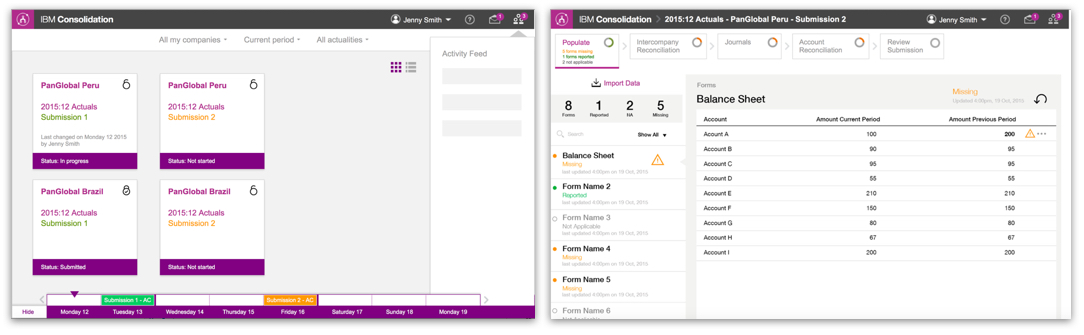 IBM Consolidation
Jenny Smith
?
1
3
All my companies
Current period
All actualities
Activity Feed
PanGlobal Peru
2015:12 Actuals
Submission 1
Last changed on Monday 12 2015
by Jenny Smith
Status: In progress
PanGlobal Peru
2015:12 Actuals
Submission 2
Status: Not started
PanGlobal Brazil
2015:12 Actuals
Submission 1
Status: Submitted
PanGlobal Brazil
2015:12 Actuals
Submission 2
Status: Not started
Submission 1 - AC
Submission 2 - AC
Hide
Monday 12
Tuesday 13
Wednesday 14
Thursday 15
Friday 16
Saturday 17
Sunday 18
Monday 19
IBM Consolidation > 2015:12 Actuals - PanGlobal Peru - Submission 2
Jenny Smith
?
1
3
Populate
5 forms missing
1 forms reported
2 not applicable
Intercompany
Reconciliation
Journals
Account
Reconciliation
Review
Submission
Import Data
8 1 2 5
Forms Reported NA Missing
Search
Show All
Balance Sheet
Missing
last updated 4:00pm on 19 Oct, 2015
Form Name 2
Reported
last updated 4:00pm on 19 Oct, 2015
Form Name 3
Not Applicable
last updated 4:00pm on 19 Oct, 2015
Form Name 4
Missing
last updated 4:00pm on 19 Oct, 2015
Form Name 5
Missing
last updated 4:00pm on 19 Oct, 2015
Form Name 6
Forms
Balance Sheet
Missing
Updated 4:00pm, 13 Oct, 2015
Account Amount Current Period Amount Previous Period
Account A 100 200
Account B 90 95
Account C 95 95
Account D 55 55
Account E 210 210
Account F 150 150
Account G 80 80
Account H 67 67
Account I 200 200